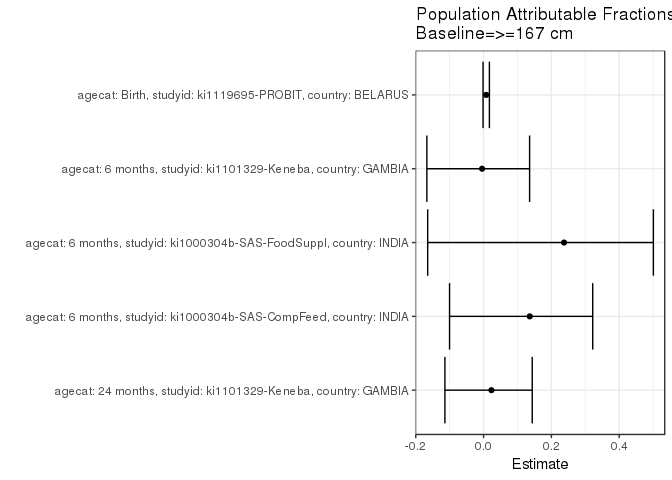 Population Attributable Fractions
Baseline=>=167 cm
agecat: Birth, studyid: ki1119695-PROBIT, country: BELARUS
agecat: 6 months, studyid: ki1101329-Keneba, country: GAMBIA
agecat: 6 months, studyid: ki1000304b-SAS-FoodSuppl, country: INDIA
agecat: 6 months, studyid: ki1000304b-SAS-CompFeed, country: INDIA
agecat: 24 months, studyid: ki1101329-Keneba, country: GAMBIA
-0.2 0.0 0.2 0.4
Estimate